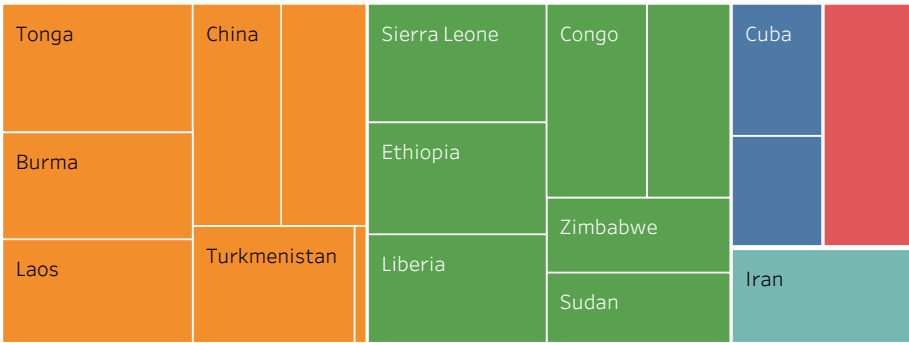 Tonga
Burma
Laos
China
Turkmenistan
Sierra Leone
Ethiopia
Liberia
Congo
Zimbabwe
Sudan
Cuba
Iran